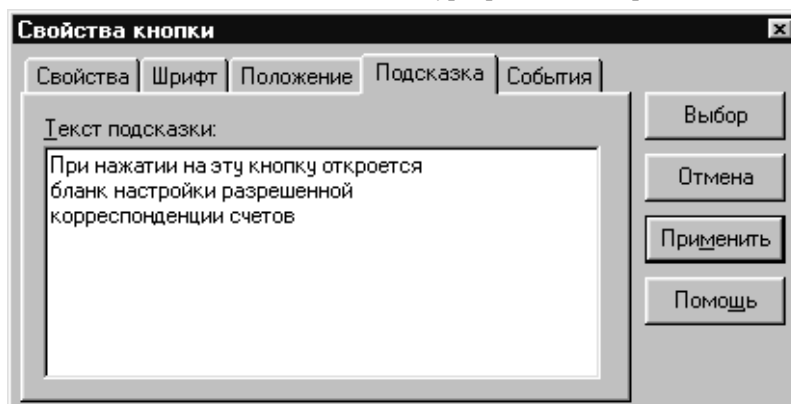 Свойства кнопки
Свойства Шрифт Положение Подсказка События
Текст подсказки:
При нажатии на эту кнопку откроется
бланк настройки разрешенной
корреспонденции счетов
Выбор
Отмена
Применить
Помощь